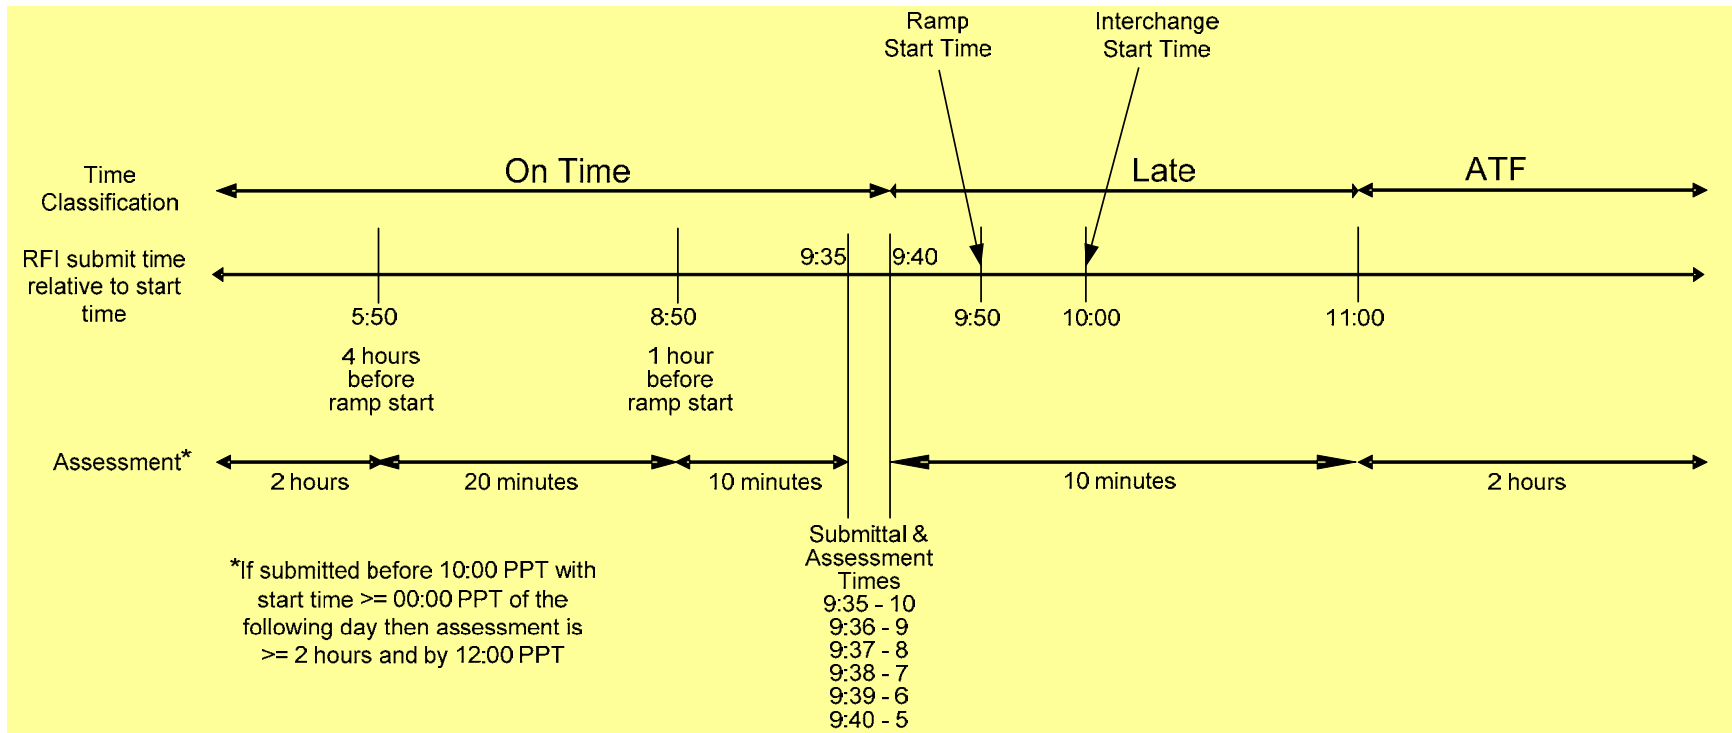 Ramp
Start Time
Interchange
Start Time
Time
Classification
On Time
Late
ATF
RFI submit time
relative to start
time
9:35
9:40
5:50
8:50
9:50
10:00
11:00
4 hours
before
ramp start
1 hour
before
ramp start
Assessment*
2 hours
20 minutes
10 minutes
10 minutes
2 hours
*If submitted before 10:00 PPT with
start time >= 00:00 PPT of the
following day then assessment is
>= 2 hours and by 12:00 PPT
Submittal &
Assessment
Times
9:35 - 10
9:36 - 9
9:37 - 8
9:38 - 7
9:39 - 6
9:40 - 5